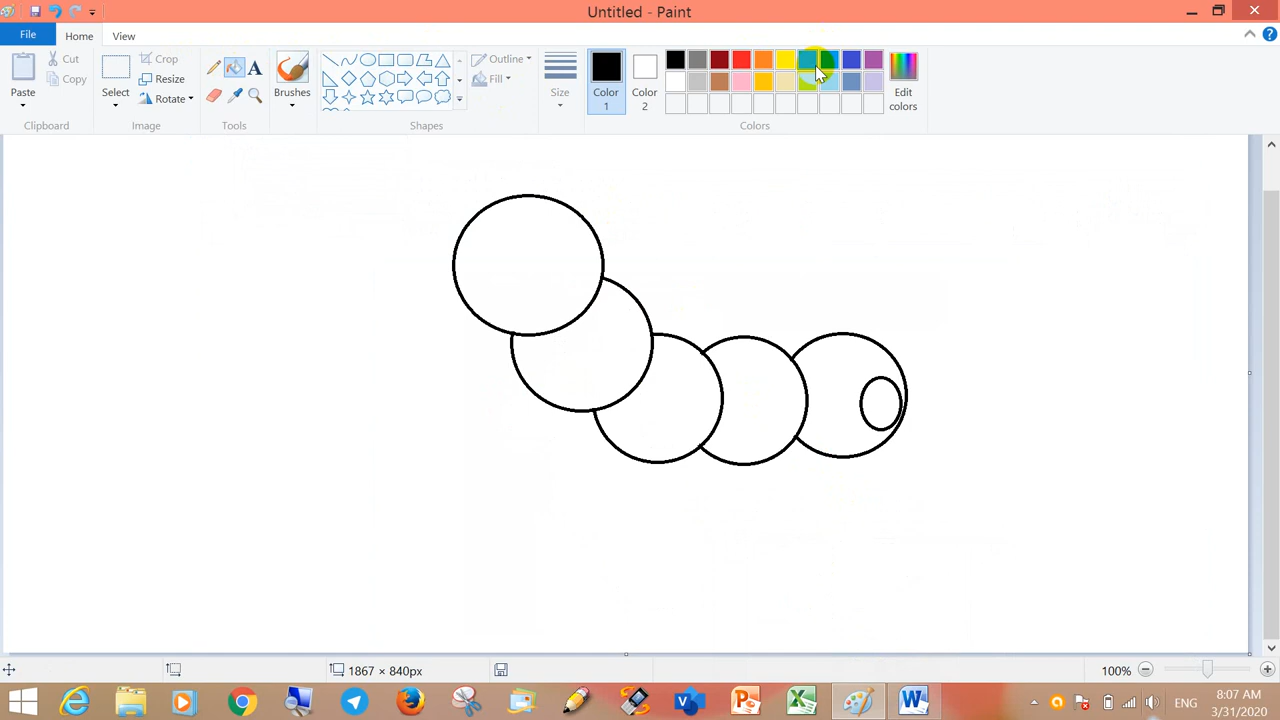 Untitled - Paint
File
Home
View
Paste
Cut
Copy
Clipboard
Select
Crop
Resize
Rotate
Image
A
Tools
Brushes
Outline
Fill
Shapes
Size
Color
1
Color
2
Edit
colors
Colors
1867 × 840px
100%
ENG
8:07 AM
3/31/2020